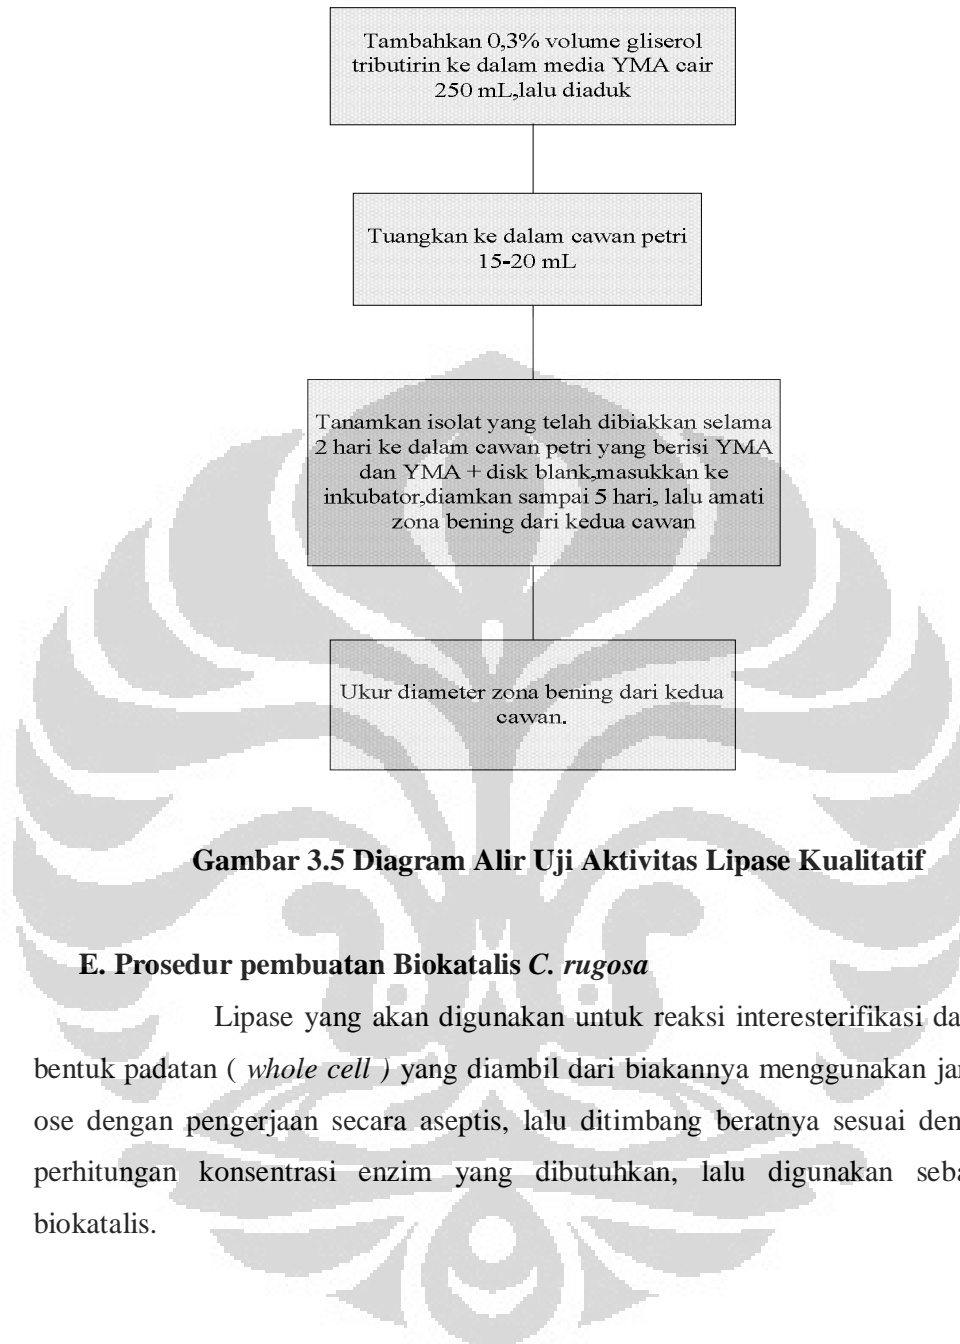 Tambahkan 0,3% volume gliserol
tributirin ke dalam media YMA cair
250 mL,lalu diaduk
Tuangkan ke dalam cawan petri
15-20 mL
Tanamkan isolat yang telah dibiakkan selama
2 hari ke dalam cawan petri yang berisi YMA
dan YMA + disk blank,masukkan ke
inkubator,diamkan sampai 5 hari, lalu amati
zona bening dari kedua cawan
Ukur diameter zona bening dari kedua
cawan.
Gambar 3.5 Diagram Alir Uji Aktivitas Lipase Kualitatif
E. Prosedur pembuatan Biokatalis C. rugosa
Lipase yang akan digunakan untuk reaksi interesterifikasi da
bentuk padatan ( whole cell ) yang diambil dari biakannya menggunakan jar
ose dengan pengerjaan secara aseptis, lalu ditimbang beratnya sesuai den
perhitungan konsentrasi enzim yang dibutuhkan, lalu digunakan seba
biokatalis.